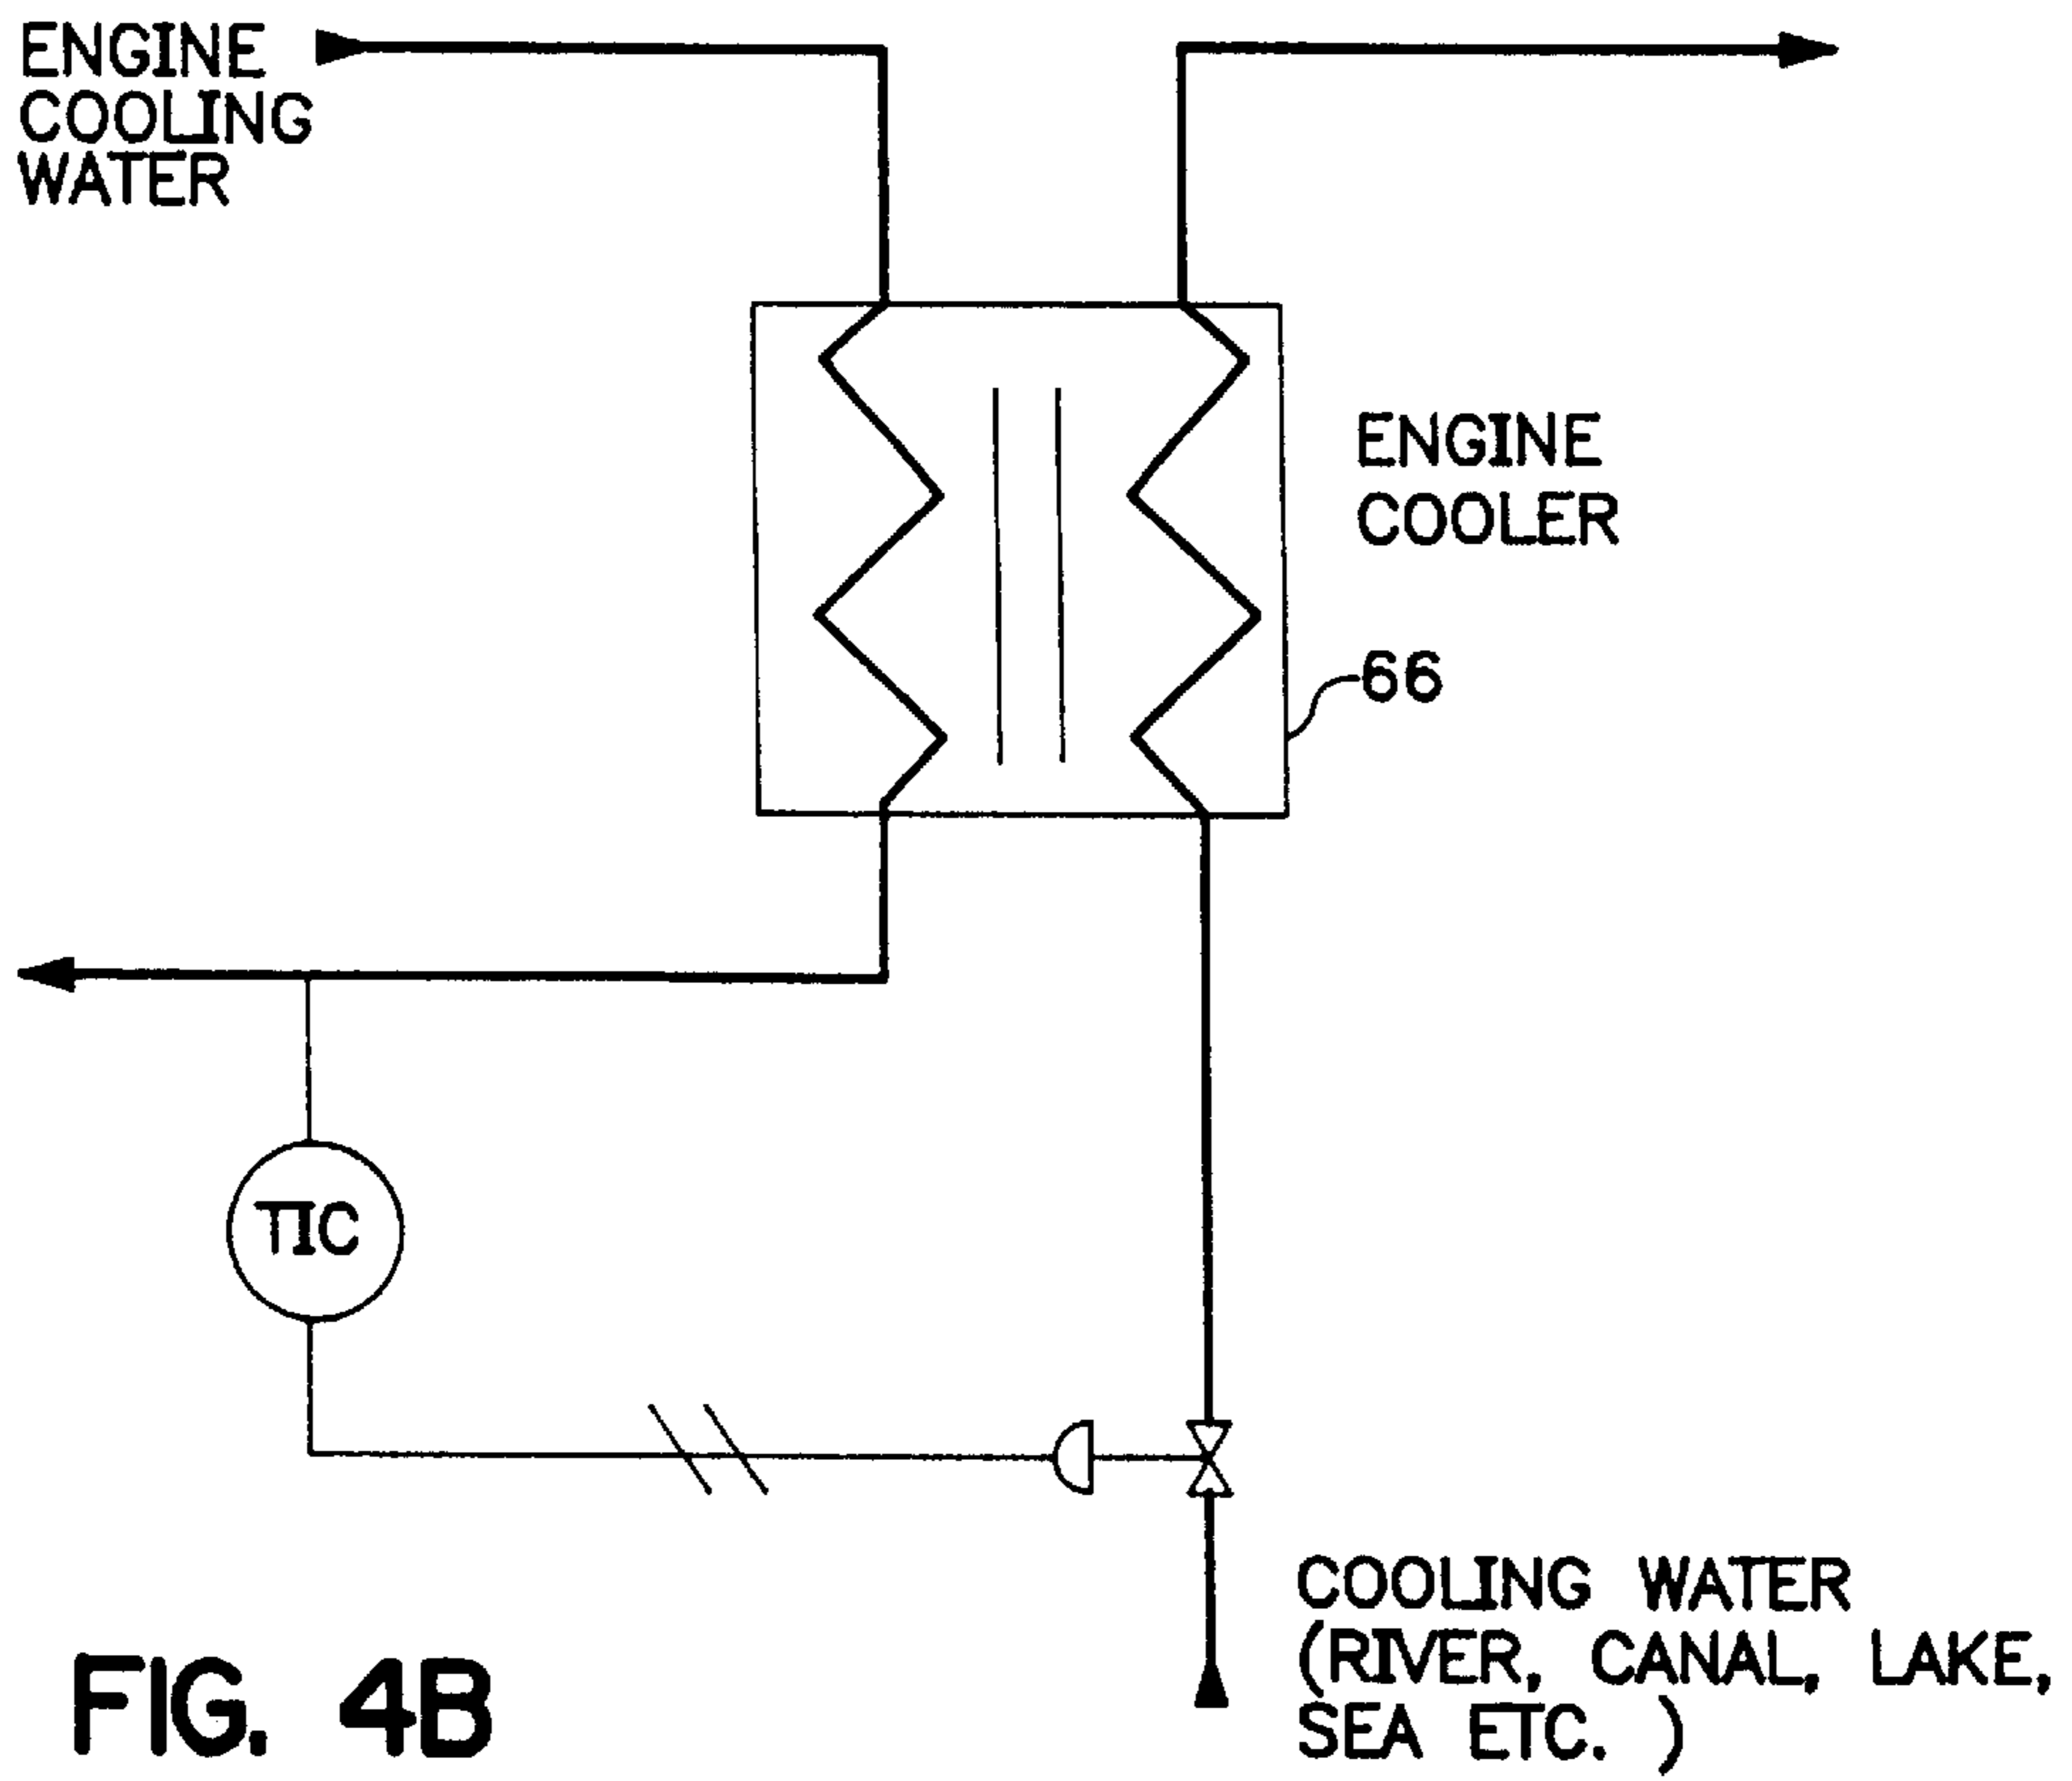 ENGINE
COOLING
WATER
ENGINE
COOLER
66
TIC
COOLING WATER
(RIVER, CANAL, LAKE,
SEA ETC. )
FIG. 4B